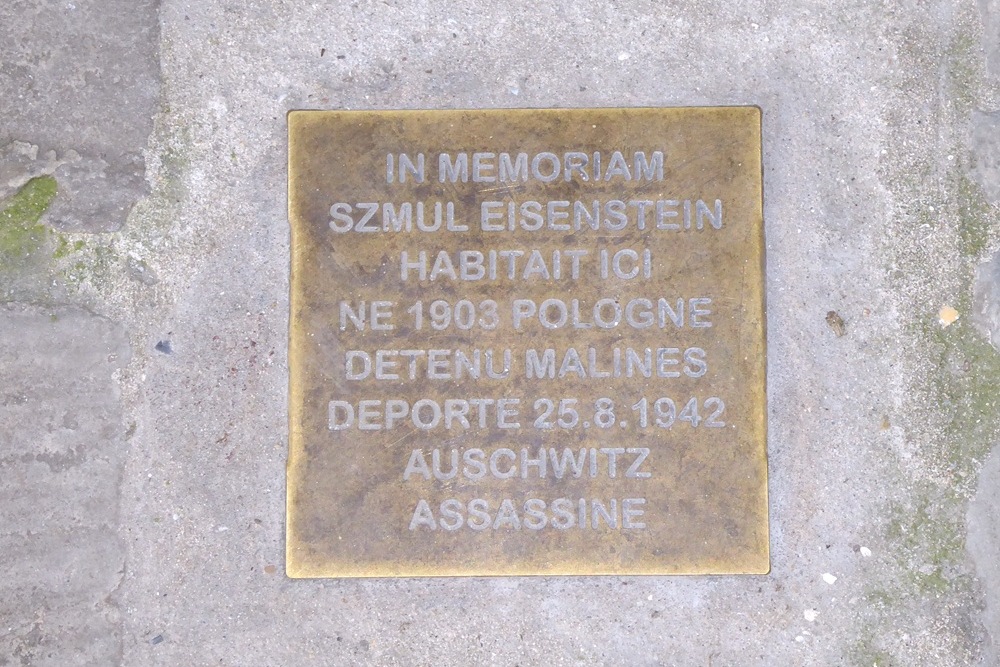 IN MEMORIAM
SZMUL EISENSTEIN
HABITAIT ICI
NE 1903 POLOGNE
DETENU MALINES
DEPORTE 25.8.1942
AUSCHWITZ
ASSASSINE